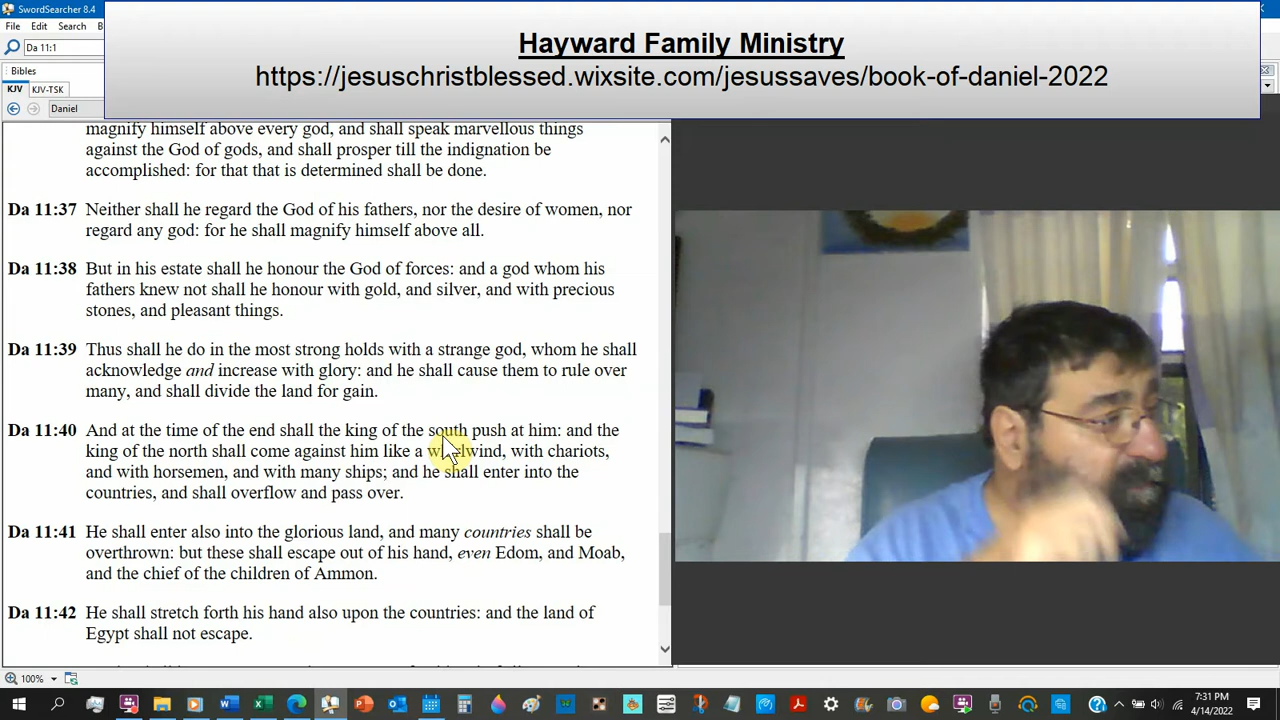 SwordSearcher 8.4
File Edit Search B
Hayward Family Ministry
Da 11:1
https://jesuschristblessed.wixsite.com/jesussaves/book-of-daniel-2022
Bibles
KJV KJV-TSK
Daniel
magnify himself above every god, and shall speak marvellous things
against the God of gods, and shall prosper till the indignation be
accomplished: for that that is determined shall be done.
Da 11:37 Neither shall he regard the God of his fathers, nor the desire of women, nor
regard any god: for he shall magnify himself above all.
Da 11:38 But in his estate shall he honour the God of forces: and a god whom his
fathers knew not shall he honour with gold, and silver, and with precious
stones, and pleasant things.
Da 11:39 Thus shall he do in the most strong holds with a strange god, whom he shall
acknowledge and increase with glory: and he shall cause them to rule over
many, and shall divide the land for gain.
Da 11:40 And at the time of the end shall the king of the south push at him: and the
king of the north shall come against him like a whirlwind, with chariots,
and with horsemen, and with many ships; and he shall enter into the
countries, and shall overflow and pass over.
Da 11:41 He shall enter also into the glorious land, and many countries shall be
overthrown: but these shall escape out of his hand, even Edom, and Moab,
and the chief of the children of Ammon.
Da 11:42 He shall stretch forth his hand also upon the countries: and the land of
Egypt shall not escape.
100%
7:31 PM
4/14/2022